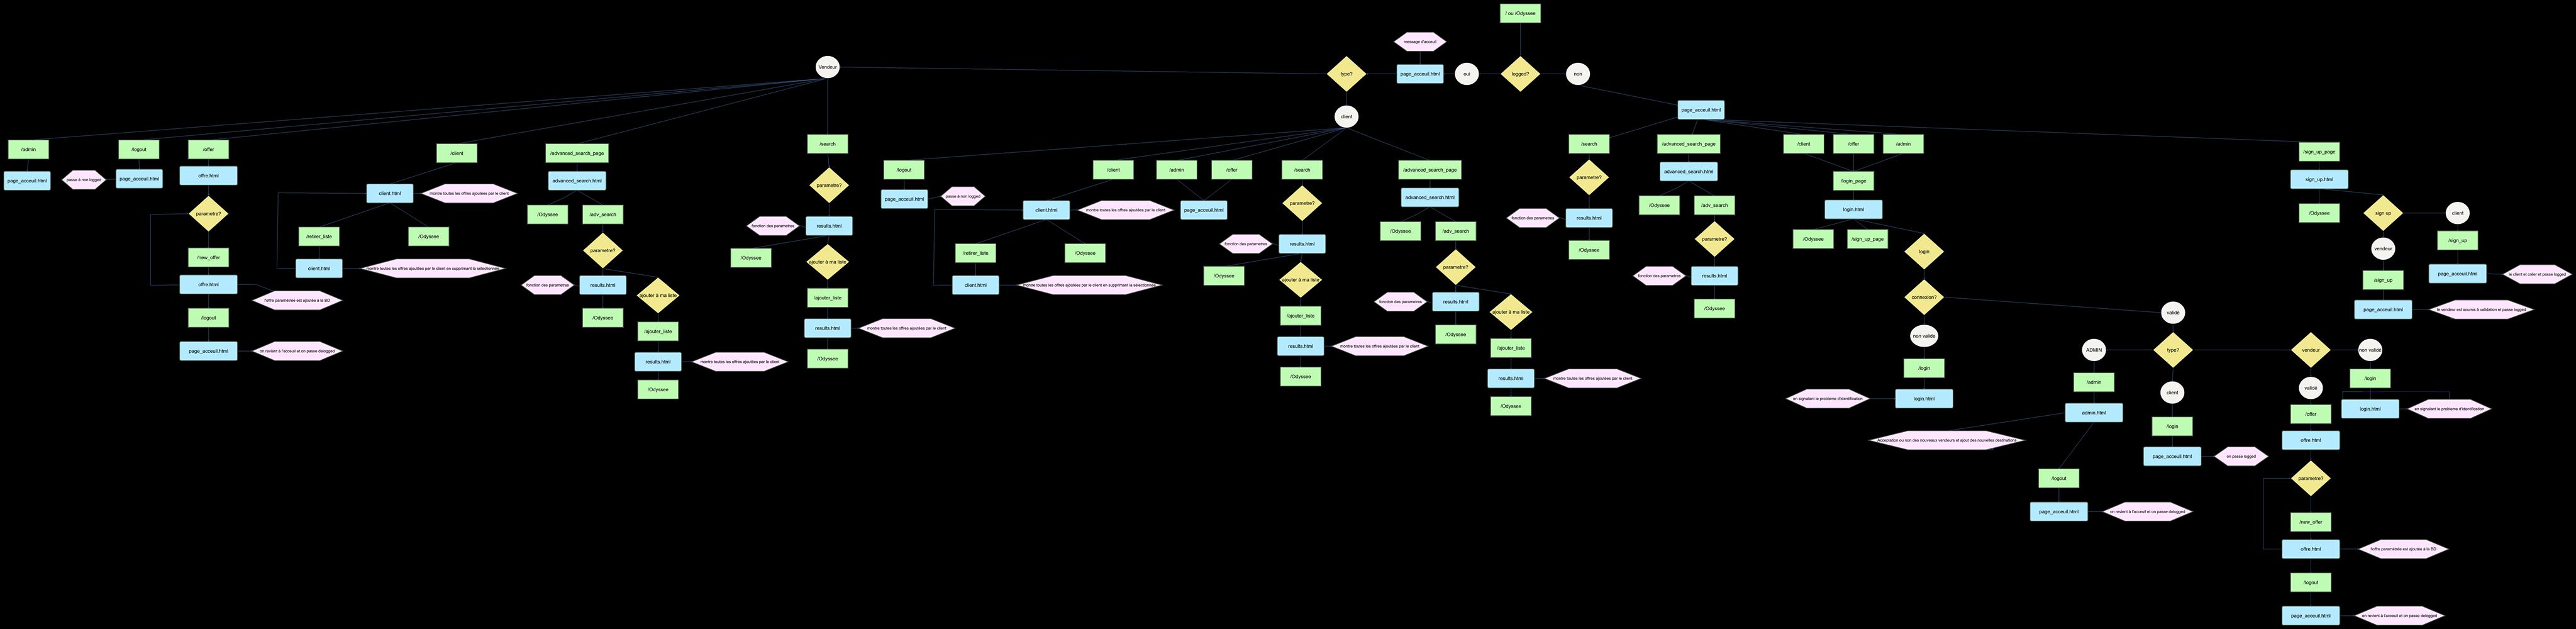 / ou /Odyssee
message d'acceuil
Vendeur
type?
page_acceuil.html
oui
logged?
non
page_acceuil.html
client
/admin
/logout
/offer
/client
/advanced_search_page
/search
page_acceuil.html
passe à non logged
page_acceuil.html
offre.html
client.html
montre toutes les offres ajoutées par le client
advanced_search.html
parametre?
parametre?
/retirer_liste
/Odyssee
/Odyssee
/adv_search
fonction des parametres
results.html
/new_offer
client.html
montre toutes les offres ajoutées par le client en supprimant la sélectionnée
parametre?
/Odyssee
ajouter à ma liste
offre.html
l'offre paramétrée est ajoutée à la BD
fonction des parametres
results.html
ajouter à ma liste
/ajouter_liste
/logout
/Odyssee
/ajouter_liste
results.html
montre toutes les offres ajoutées par le client
page_acceuil.html
on revient à l'acceuil et on passe delogged
results.html
montre toutes les offres ajoutées par le client
/Odyssee
/Odyssee
/logout
/client
/admin
/offer
/search
/advanced_search_page
page_acceuil.html
passe à non logged
client.html
montre toutes les offres ajoutées par le client
page_acceuil.html
parametre?
advanced_search.html
/retirer_liste
/Odyssee
fonction des parametres
results.html
/Odyssee
/adv_search
client.html
montre toutes les offres ajoutées par le client en supprimant la sélectionnée
/Odyssee
ajouter à ma liste
parametre?
/ajouter_liste
fonction des parametres
results.html
ajouter à ma liste
results.html
montre toutes les offres ajoutées par le client
/Odyssee
/ajouter_liste
/Odyssee
results.html
montre toutes les offres ajoutées par le client
/Odyssee
/search
/advanced_search_page
/client
/offer
/admin
/sign_up_page
parametre?
advanced_search.html
/login_page
sign_up.html
fonction des parametres
results.html
/Odyssee
/adv_search
login.html
/Odyssee
sign up
client
/Odyssee
parametre?
/Odyssee
/sign_up_page
login
vendeur
/sign_up
fonction des parametres
results.html
/sign_up
page_acceuil.html
le client et créer et passe logged
/Odyssee
connexion?
validé
page_acceuil.html
le vendeur est soumis à validation et passe logged
non valide
ADMIN
type?
vendeur
non validé
/login
/admin
client
validé
/login
en signalant le probleme d'identification
login.html
admin.html
/login
/offer
login.html
en signalant le probleme d'identification
Acceptation ou non des nouveaux vendeurs et ajout des nouvelles destinations
page_acceuil.html
on passe logged
offre.html
/logout
parametre?
page_acceuil.html
on revient à l'acceuil et on passe delogged
/new_offer
offre.html
l'offre paramétrée est ajoutée à la BD
/logout
page_acceuil.html
on revient à l'acceuil et on passe delogged